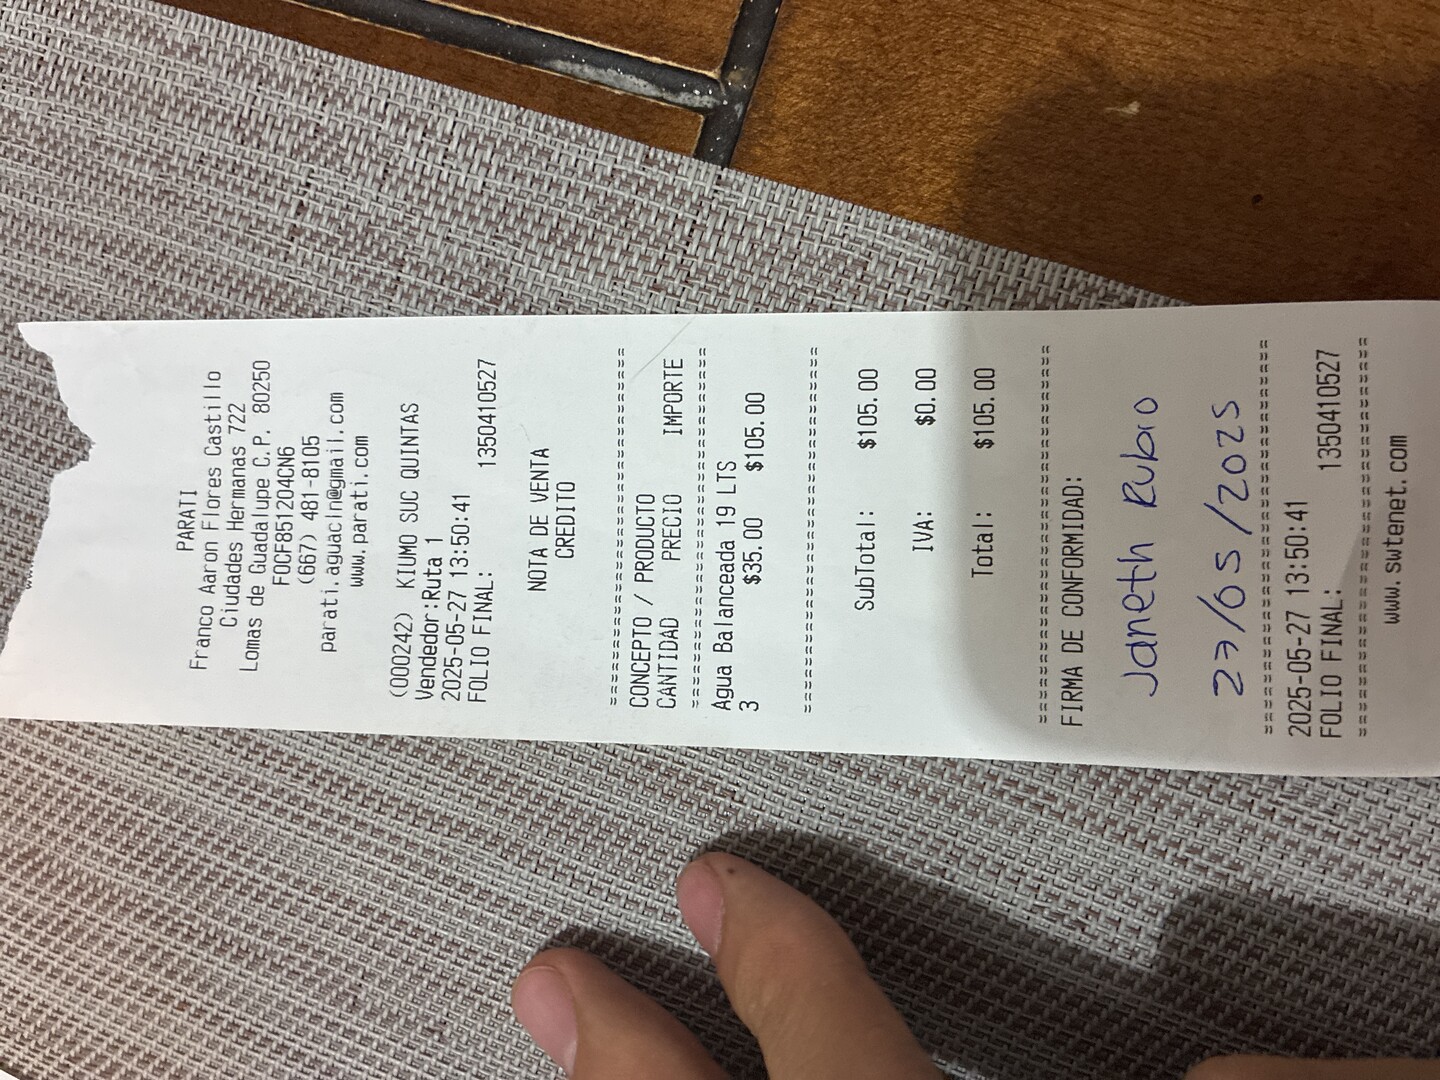 PARATI
Franco Aaron Flores Castillo
Ciudades Hermanas 722
Lomas de Guadalupe C.P. 80250
FOCF851204CN6
(667) 481-8105
parati.aguacln@gmail.com
www.parati.com
(000242) KIUMO SUC QUINTAS
Vendedor:Ruta 1
2025-05-27 13:50:41
FOLIO FINAL: 1350410527
NOTA DE VENTA
CREDITO
==================================
CONCEPTO / PRODUCTO
CANTIDAD PRECIO IMPORTE
==================================
Agua Balanceada 19 LTS
3 $35.00 $105.00
==================================
SubTotal: $105.00
IVA: $0.00
Total: $105.00
==================================
FIRMA DE CONFORMIDAD:
Janeth Rubio
27/05/2025
==================================
2025-05-27 13:50:41
FOLIO FINAL: 1350410527
==================================
www.swtenet.com